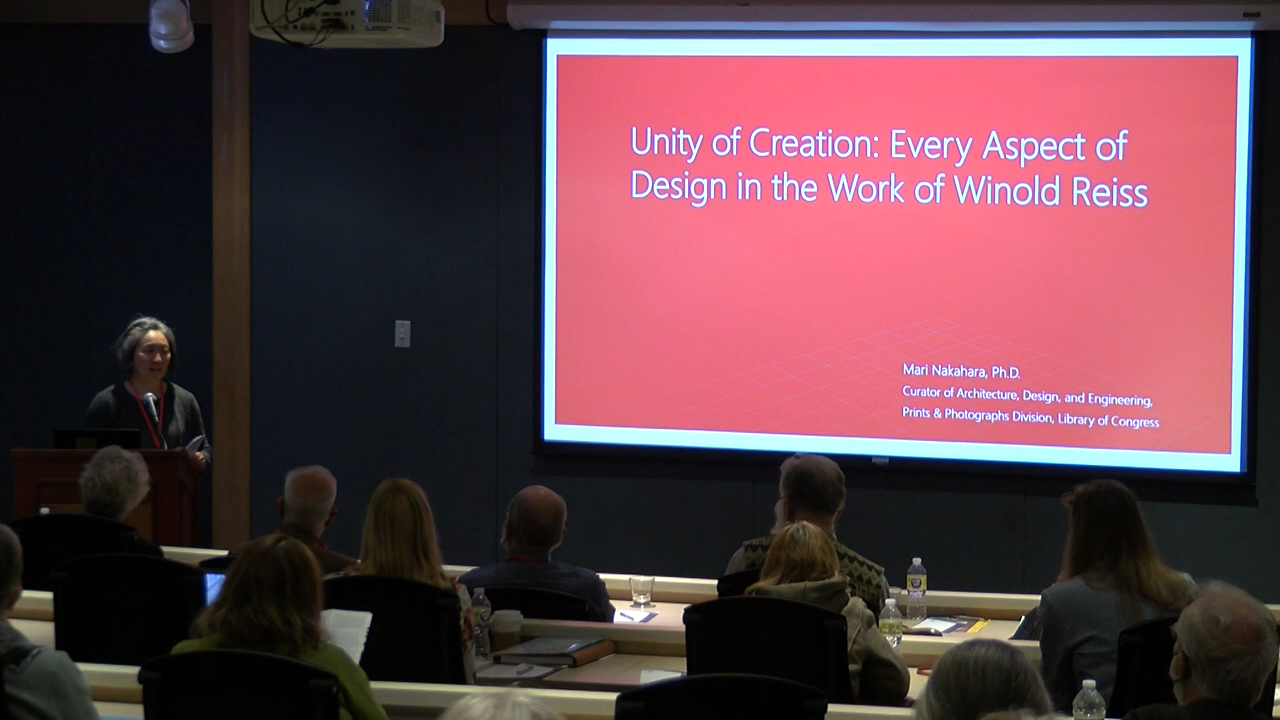 Unity of Creation: Every Aspect of
Design in the Work of Winold Reiss
Mari Nakahara, Ph.D.
Curator of Architecture, Design, and Engineering,
Prints & Photographs Division, Library of Congress